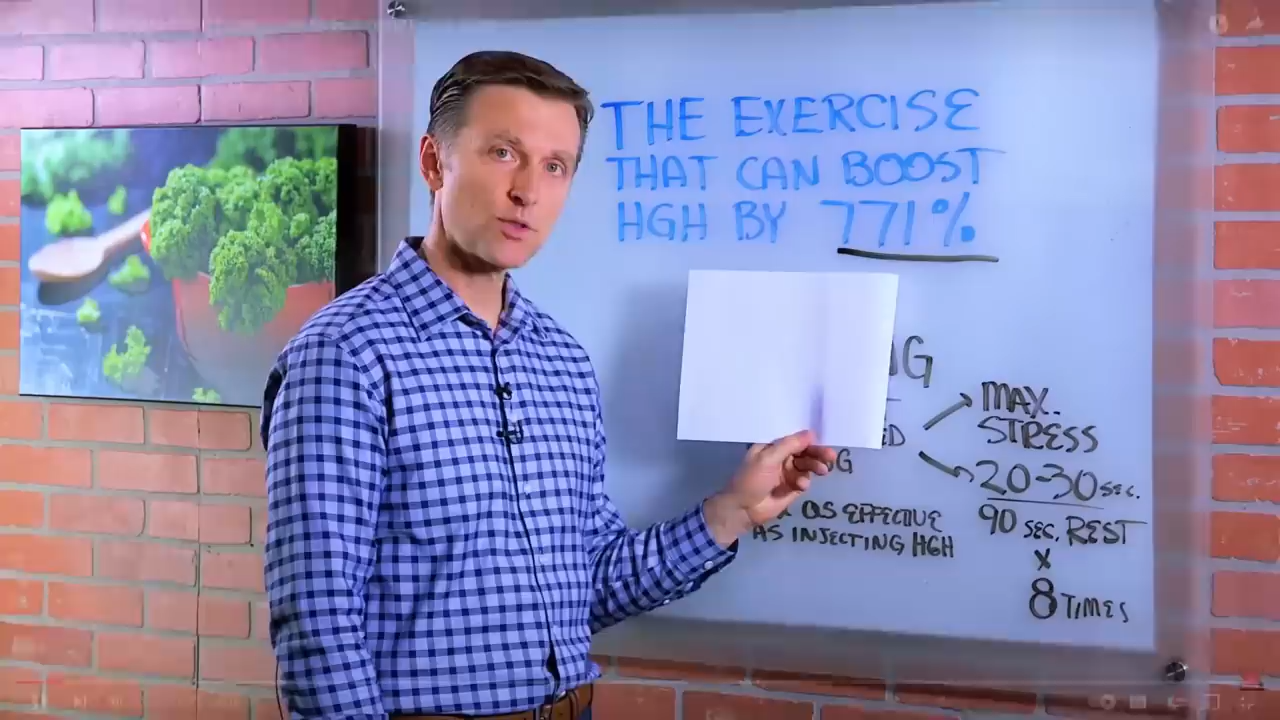 THE EXERCISE
THAT CAN BOOST
HGH BY 771%.
MAX.
STRESS
20-30 SEC.
90 SEC. REST
X
8 TIMES
AS EFFECTIVE
AS INJECTING HGH